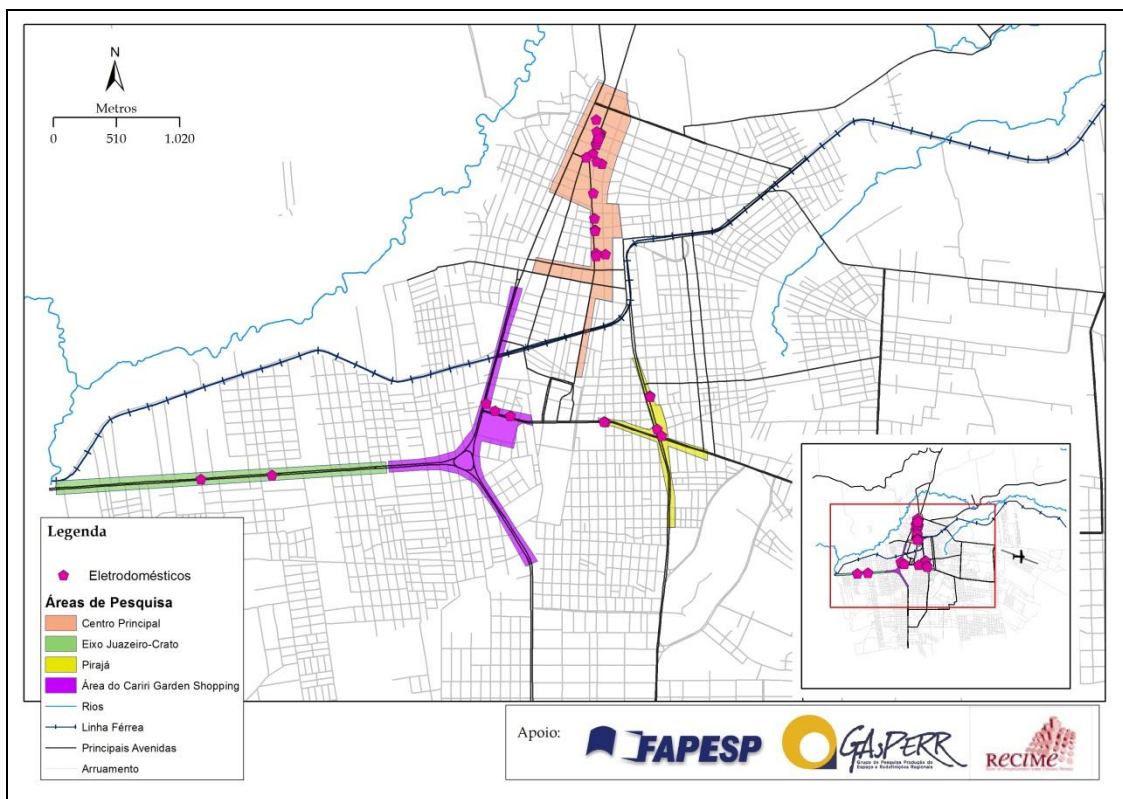 N
Metros
0 510 1.020
Legenda
Eletrodomésticos
Áreas de Pesquisa
Centro Principal
Eixo Juazeiro-Crato
Pirajá
Área do Cariri Garden Shopping
Rios
Linha Férrea
Principais Avenidas
Arruamento
Apoio:
FAPESP
GAsPERR
Grupo de Pesquisa Produção do
Espaço e Redefinições Regionais
ReCiMe